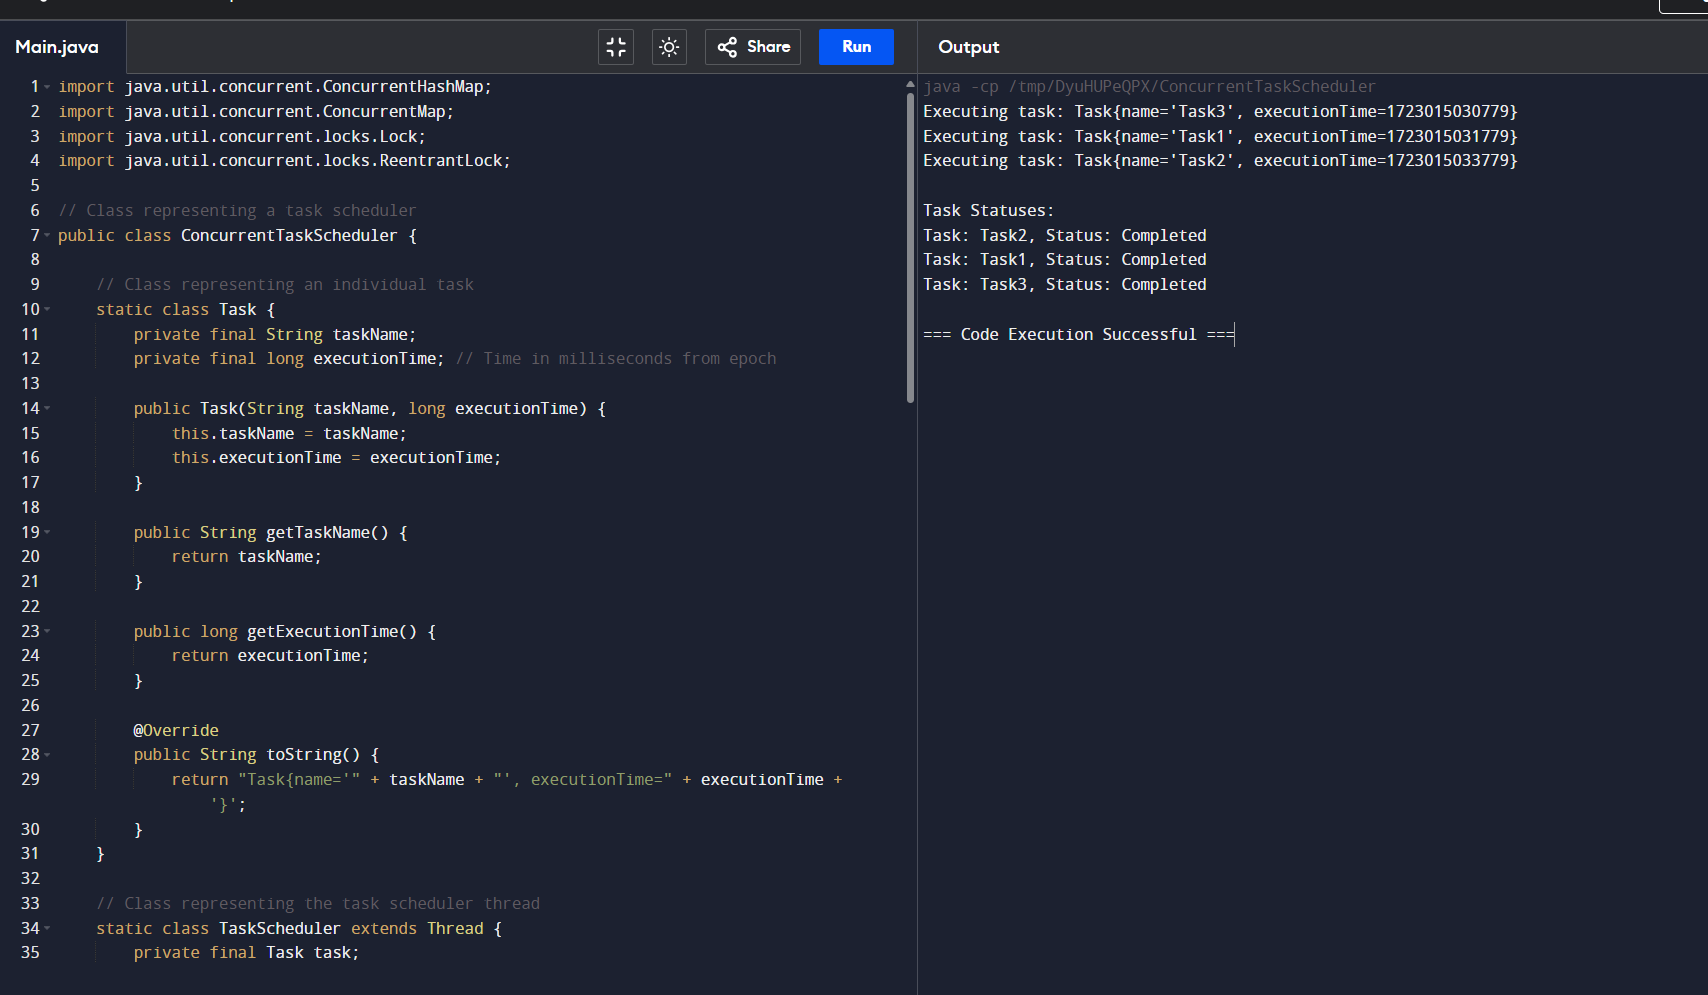 Main.java
Share
Run
Output
1 import java.util.concurrent.ConcurrentHashMap;
2 import java.util.concurrent.ConcurrentMap;
3 import java.util.concurrent.locks.Lock;
4 import java.util.concurrent.locks.ReentrantLock;
5
6 // Class representing a task scheduler
7 public class ConcurrentTaskScheduler {
8
9     // Class representing an individual task
10     static class Task {
11         private final String taskName;
12         private final long executionTime; // Time in milliseconds from epoch
13
14         public Task(String taskName, long executionTime) {
15             this.taskName = taskName;
16             this.executionTime = executionTime;
17         }
18
19         public String getTaskName() {
20             return taskName;
21         }
22
23         public long getExecutionTime() {
24             return executionTime;
25         }
26
27         @Override
28         public String toString() {
29             return "Task{name='" + taskName + "', executionTime=" + executionTime +
                '}';
30         }
31     }
32
33     // Class representing the task scheduler thread
34     static class TaskScheduler extends Thread {
35         private final Task task;
java -cp /tmp/DyuHUPeQPX/ConcurrentTaskScheduler
Executing task: Task{name='Task3', executionTime=1723015030779}
Executing task: Task{name='Task1', executionTime=1723015031779}
Executing task: Task{name='Task2', executionTime=1723015033779}

Task Statuses:
Task: Task2, Status: Completed
Task: Task1, Status: Completed
Task: Task3, Status: Completed

=== Code Execution Successful ===